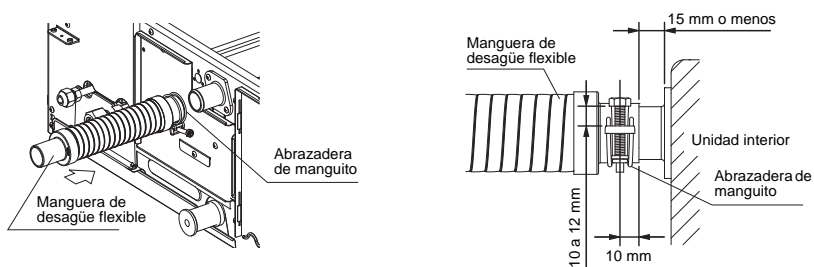 Abrazadera
de manguito
Manguera de
desagüe flexible
15 mm o menos
Manguera de
desagüe flexible
Unidad interior
Abrazadera de
manguito
10 a 12 mm
10 mm